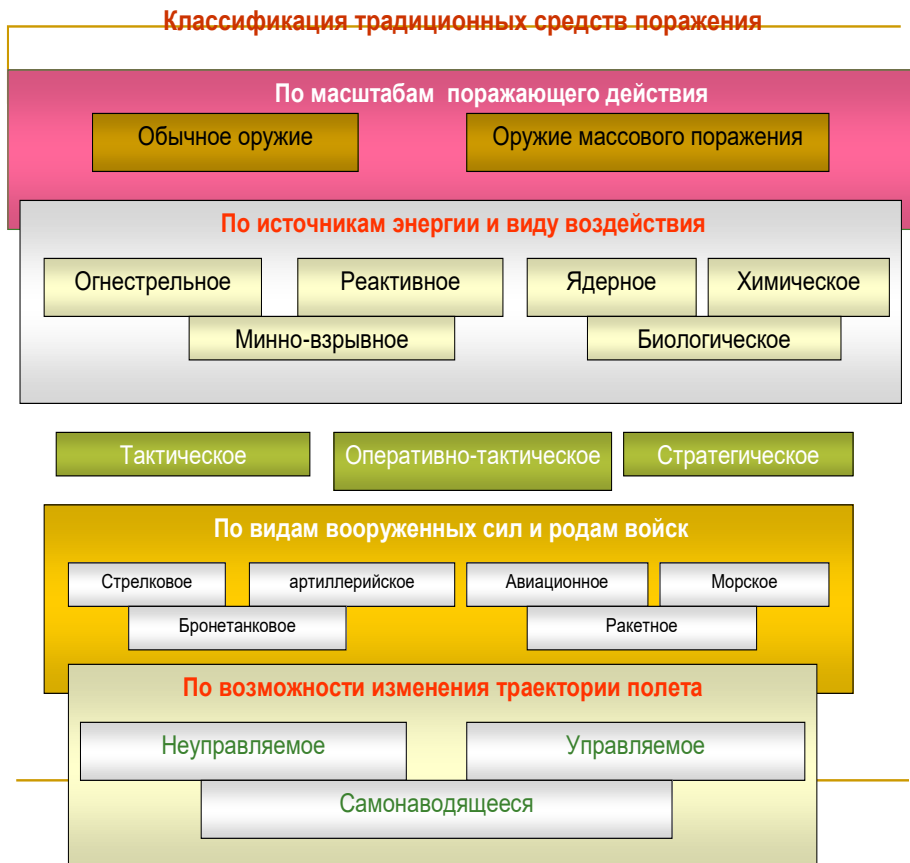 Классификация традиционных средств поражения
По масштабам поражающего действия
Обычное оружие
Оружие массового поражения
По источникам энергии и виду воздействия
Огнестрельное
Реактивное
Ядерное
Химическое
Минно-взрывное
Биологическое
Тактическое
Оперативно-тактическое
Стратегическое
По видам вооруженных сил и родам войск
Стрелковое
артиллерийское
Авиационное
Морское
Бронетанковое
Ракетное
По возможности изменения траектории полета
Неуправляемое
Управляемое
Самонаводящееся